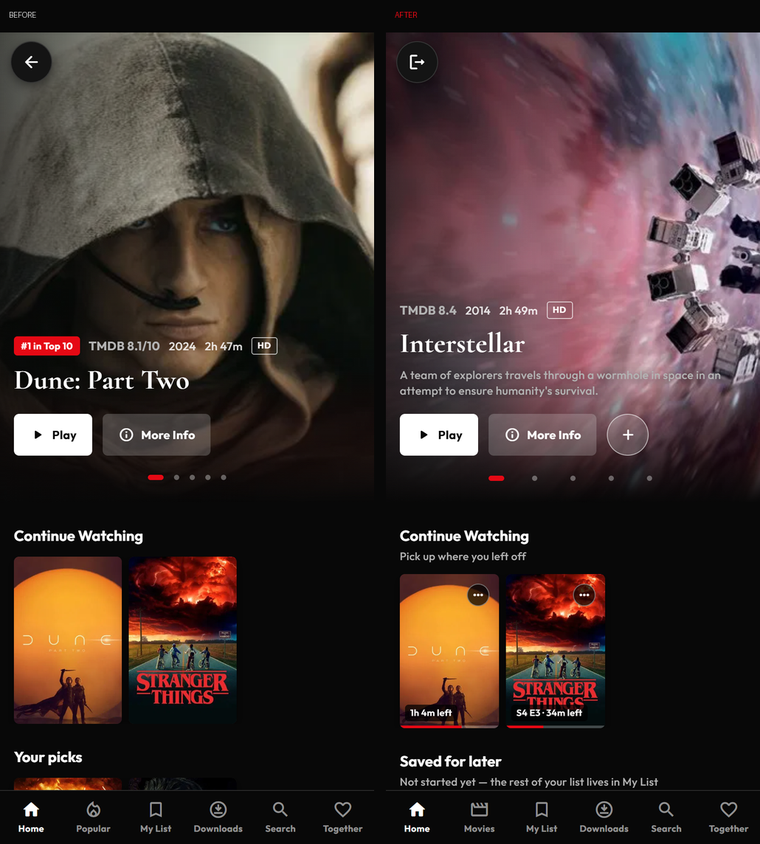 BEFORE
#1 in Top 10 TMDB 8.1/10 2024 2h 47m HD
Dune: Part Two
Play More Info
Continue Watching
DUNE
PART TWO
STRANGER
THINGS
Your picks
Home Popular My List Downloads Search Together
AFTER
TMDB 8.4 2014 2h 49m HD
Interstellar
A team of explorers travels through a wormhole in space in an
attempt to ensure humanity's survival.
Play More Info
Continue Watching
Pick up where you left off
DUNE
PART TWO
1h 4m left
STRANGER
THINGS
S4 E3 · 34m left
Saved for later
Not started yet — the rest of your list lives in My List
Home Movies My List Downloads Search Together